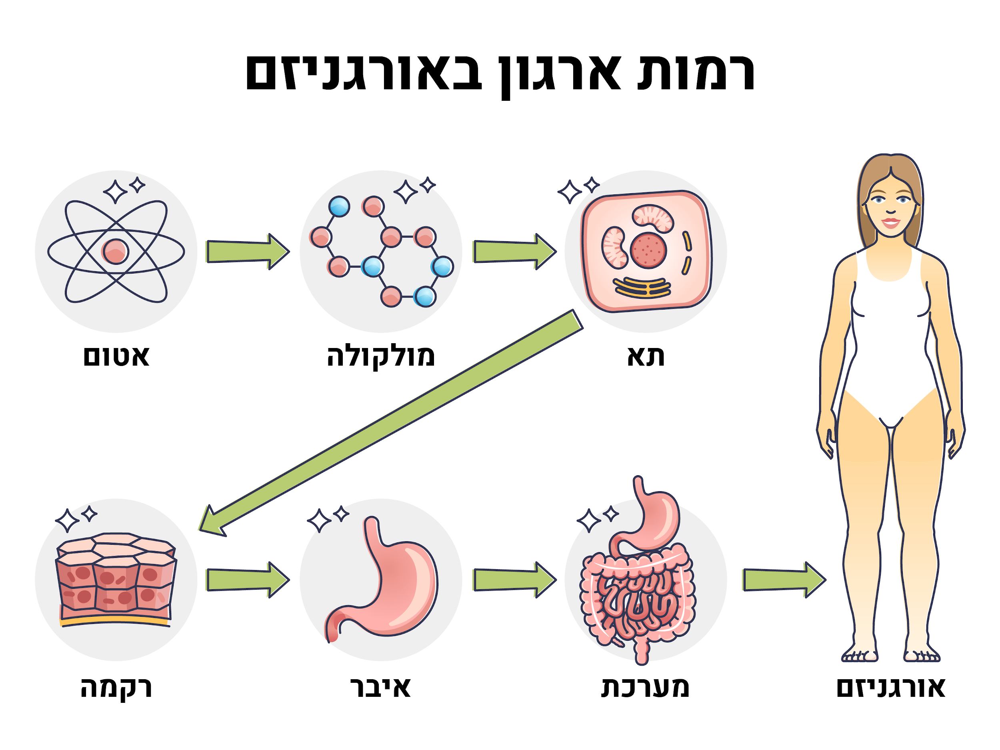 רמות ארגון באורגניזם
אטום
מולקולה
תא
רקמה
איבר
מערכת
אורגניזם